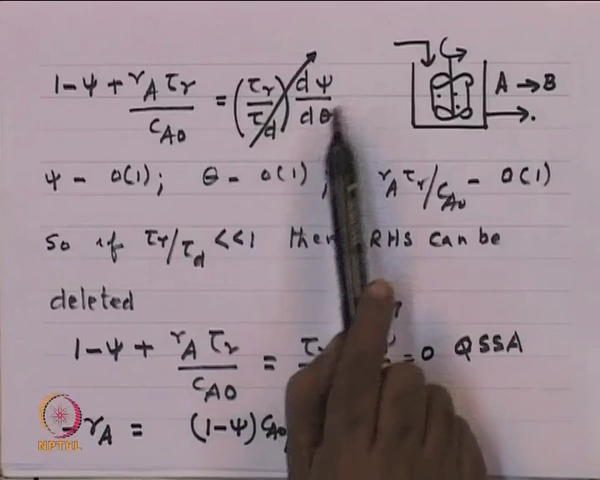 1-ψ + r_A τ_r / C_A0 = (τ_r / τ_d) dψ / dθ
A → B
ψ - O(1); θ - O(1); r_A τ_r / C_A0 - O(1)
So if τ_r / τ_d << 1 then RHS can be
deleted
1-ψ + r_A τ_r / C_A0 = = 0 QSSA
-r_A = (1-ψ) C_A0
NPTEL